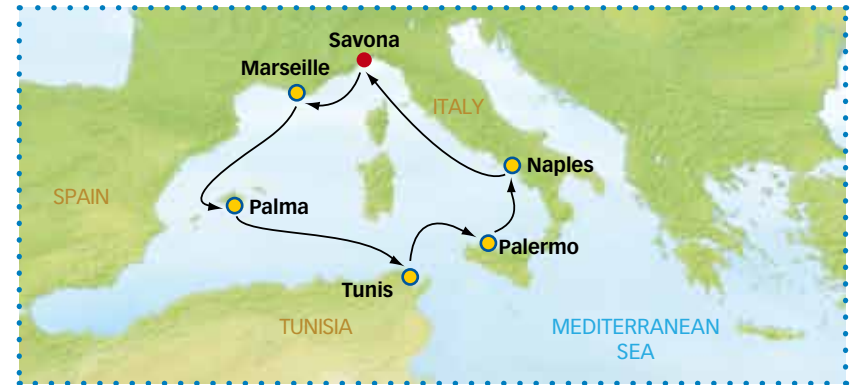 Savona
Marseille
ITALY
Naples
SPAIN
Palma
Palermo
Tunis
TUNISIA
MEDITERRANEAN
SEA